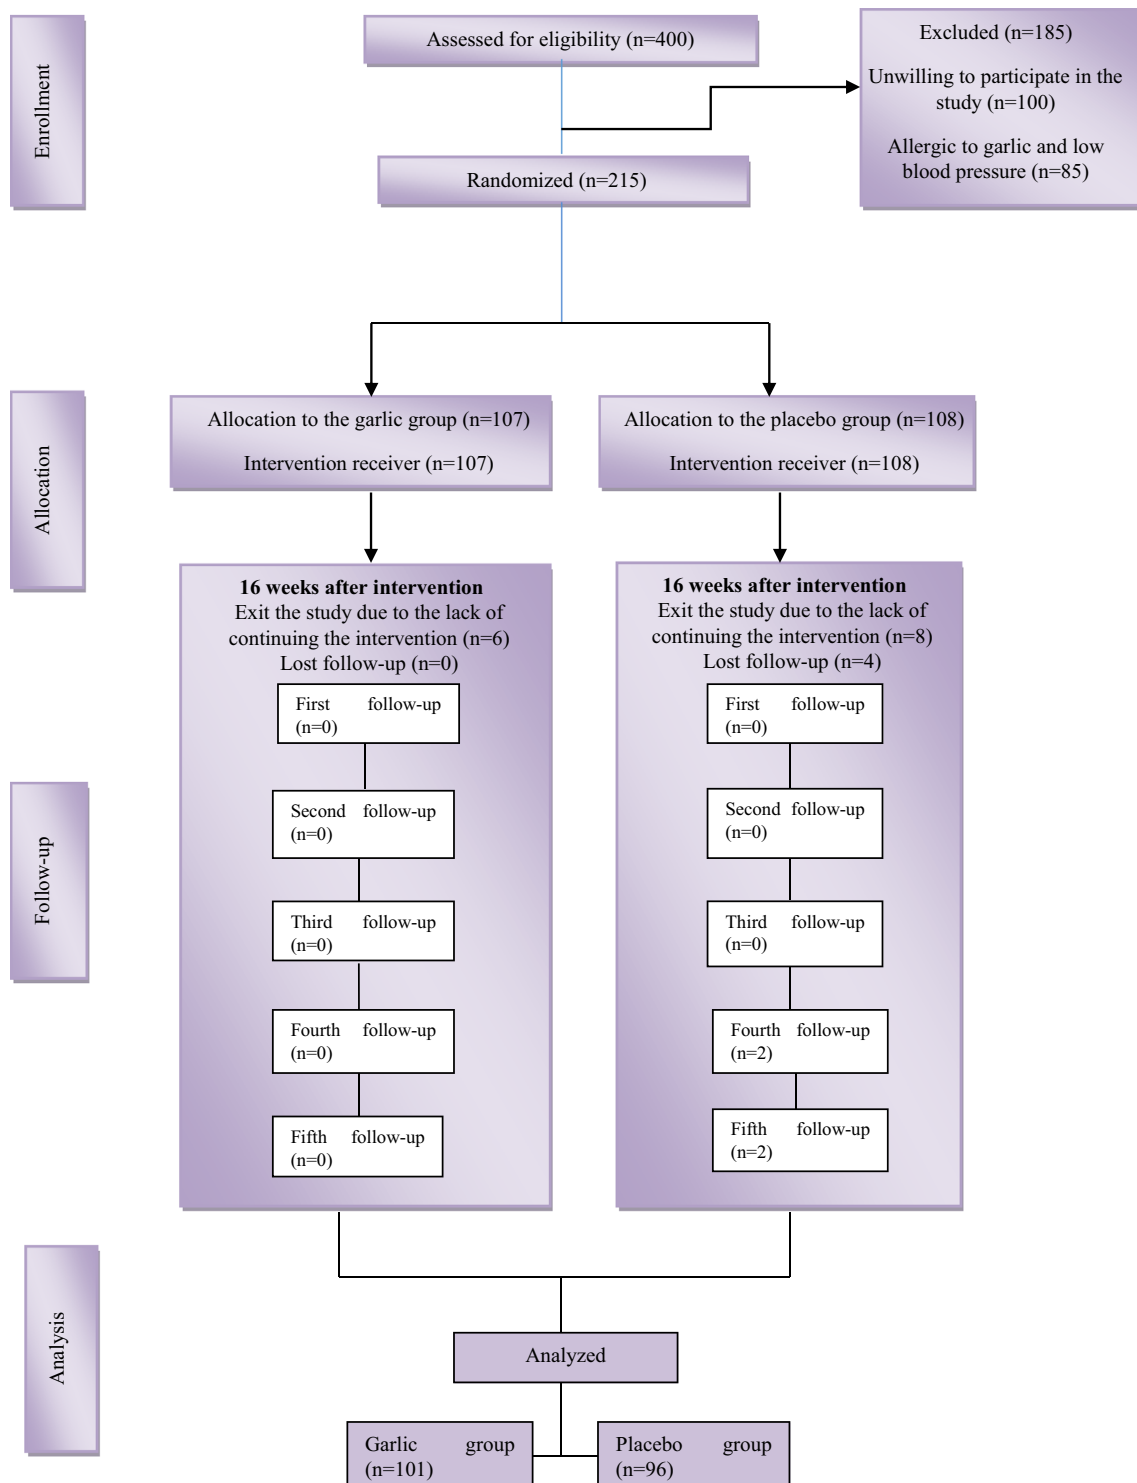 Enrollment
Assessed for eligibility (n=400)
Excluded (n=185)
Unwilling to participate in the
study (n=100)
Allergic to garlic and low
blood pressure (n=85)
Randomized (n=215)
Allocation
Allocation to the garlic group (n=107)
Intervention receiver (n=107)
Allocation to the placebo group (n=108)
Intervention receiver (n=108)
Follow-up
16 weeks after intervention
Exit the study due to the lack of
continuing the intervention (n=6)
Lost follow-up (n=0)
First follow-up
(n=0)
Second follow-up
(n=0)
Third follow-up
(n=0)
Fourth follow-up
(n=0)
Fifth follow-up
(n=0)
16 weeks after intervention
Exit the study due to the lack of
continuing the intervention (n=8)
Lost follow-up (n=4)
First follow-up
(n=0)
Second follow-up
(n=0)
Third follow-up
(n=0)
Fourth follow-up
(n=2)
Fifth follow-up
(n=2)
Analysis
Analyzed
Garlic group
(n=101)
Placebo group
(n=96)